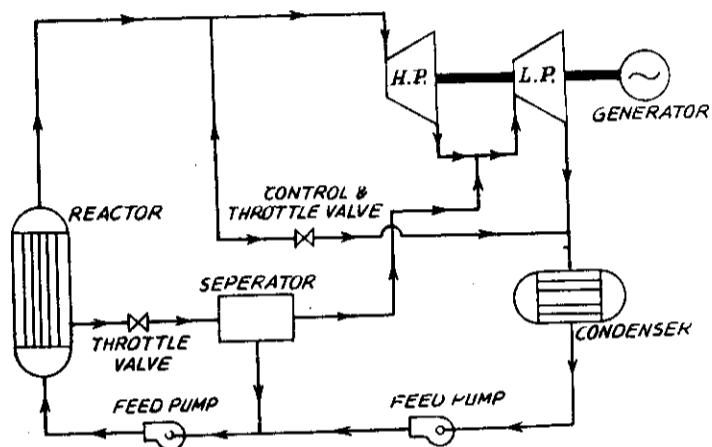 H.P.
L.P.
GENERATOR
REACTOR
CONTROL &
THROTTLE VALVE
SEPERATOR
THROTTLE
VALVE
CONDENSER
FEED PUMP
FEED PUMP